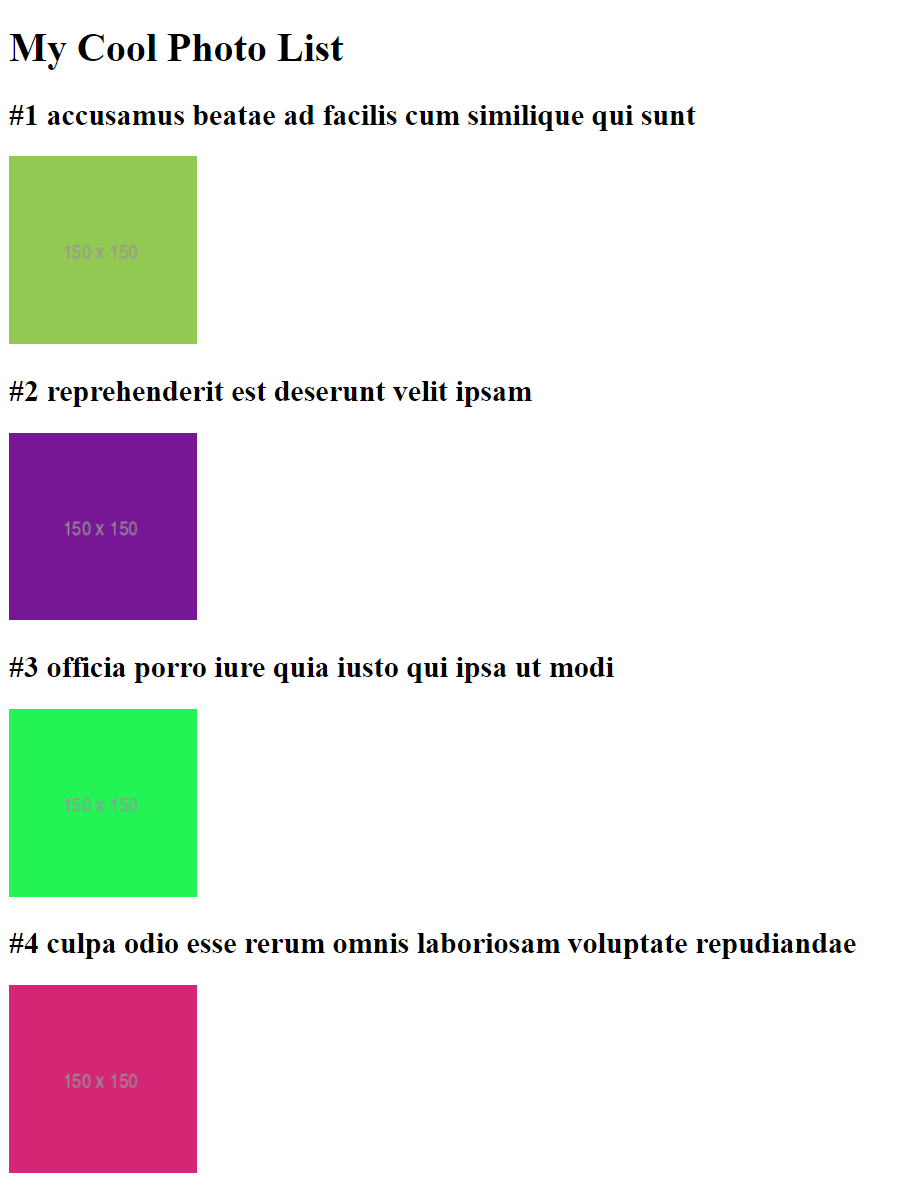 My Cool Photo List
#1 accusamus beatae ad facilis cum similique qui sunt
150 x 150
#2 reprehenderit est deserunt velit ipsam
150 x 150
#3 officia porro iure quia iusto qui ipsa ut modi
150 x 150
#4 culpa odio esse rerum omnis laboriosam voluptate repudiandae
150 x 150